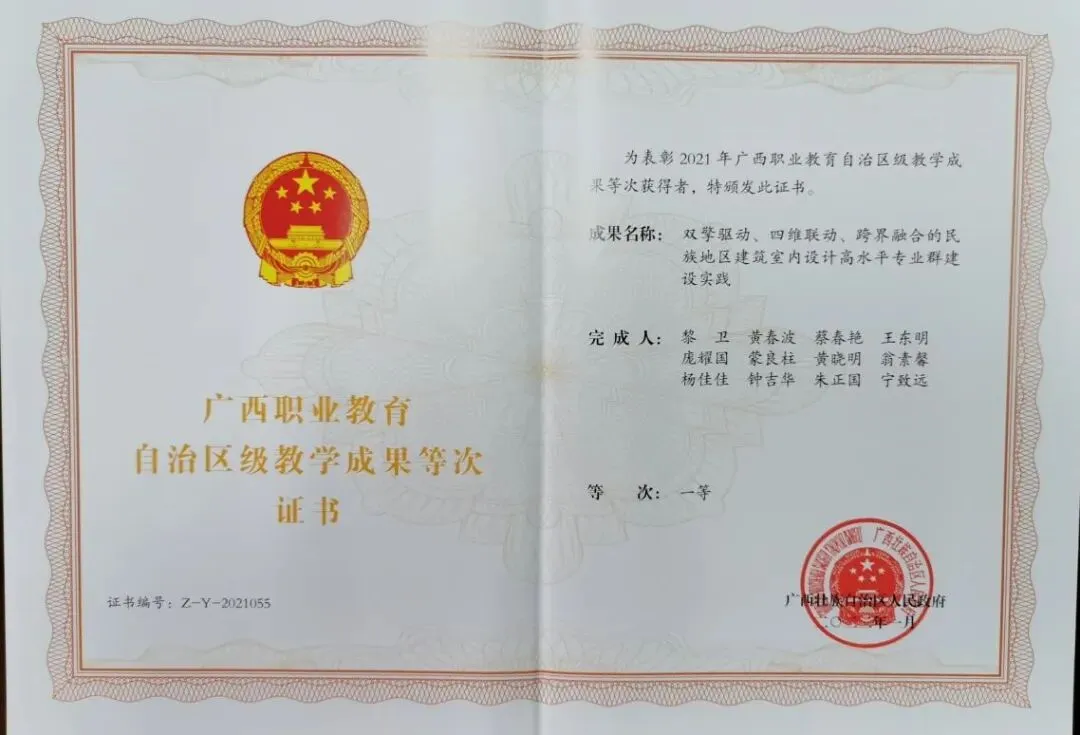 广西职业教育
自治区级教学成果等次
证书
证书编号：Z-Y-2021055
为表彰2021年广西职业教育自治区级教学成
果等次获得者，特颁发此证书。
成果名称：双擎驱动、四维联动、跨界融合的民
族地区建筑室内设计高水平专业群建
设实践
完成人：黎卫 黄春波 蔡春艳 王东明
庞耀国 蒙良柱 黄晓明 翁素馨
杨佳佳 钟吉华 朱正国 宁致远
等次：一等
广西壮族自治区人民政府
年一月